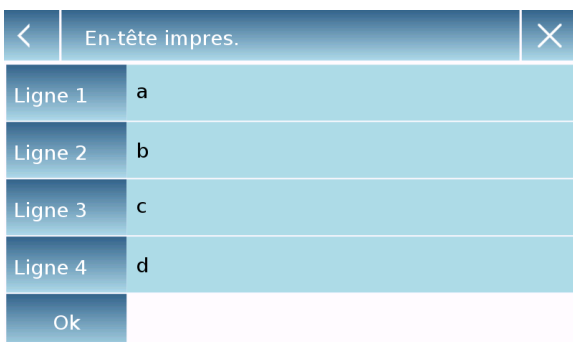 En-tête impres.
Ligne 1 a
Ligne 2 b
Ligne 3 c
Ligne 4 d
Ok